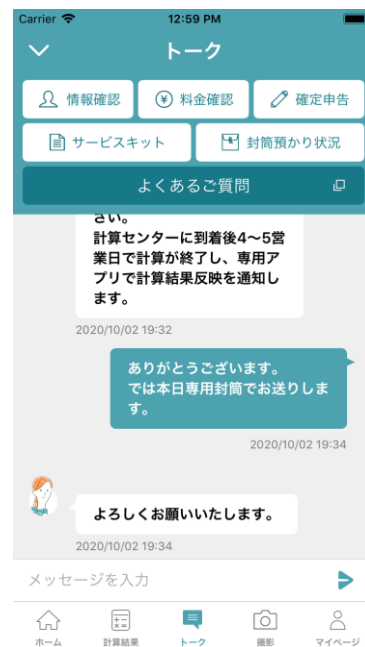 Carrier 12:59 PM
トーク
情報確認 料金確認 確定申告
サービスキット 封筒預かり状況
よくあるご質問
さい。
計算センターに到着後4〜5営
業日で計算が終了し、専用ア
プリで計算結果反映を通知し
ます。
2020/10/02 19:32
ありがとうございます。
では本日専用封筒でお送りしま
す。
2020/10/02 19:34
よろしくお願いいたします。
2020/10/02 19:34
メッセージを入力
ホーム 計算結果 トーク 撮影 マイページ